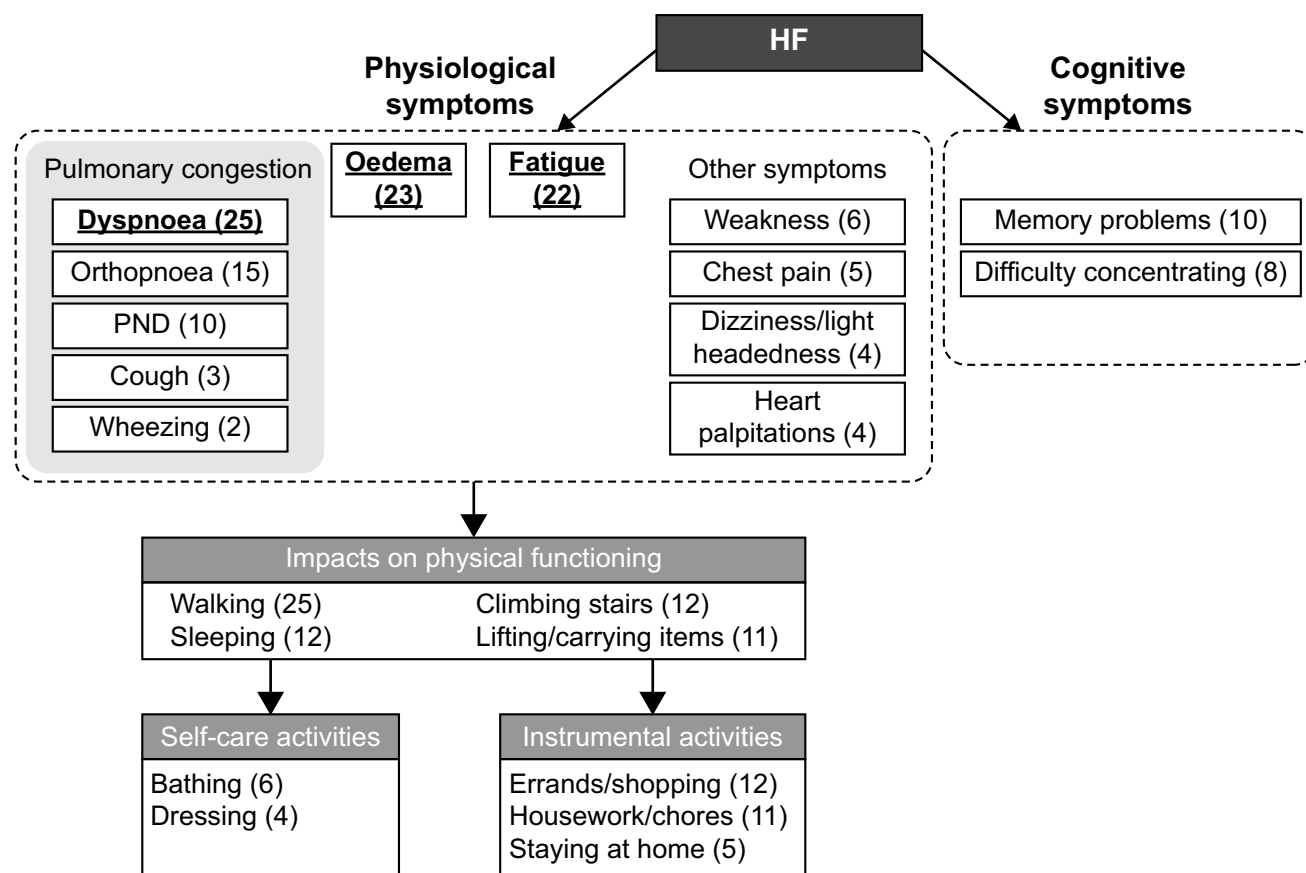 HF
Physiological
symptoms
Cognitive
symptoms
Pulmonary congestion
Dyspnoea (25)
Orthopnoea (15)
PND (10)
Cough (3)
Wheezing (2)
Oedema
(23)
Fatigue
(22)
Other symptoms
Weakness (6)
Chest pain (5)
Dizziness/light
headedness (4)
Heart
palpitations (4)
Memory problems (10)
Difficulty concentrating (8)
Impacts on physical functioning
Walking (25)
Climbing stairs (12)
Sleeping (12)
Lifting/carrying items (11)
Self-care activities
Bathing (6)
Dressing (4)
Instrumental activities
Errands/shopping (12)
Housework/chores (11)
Staying at home (5)